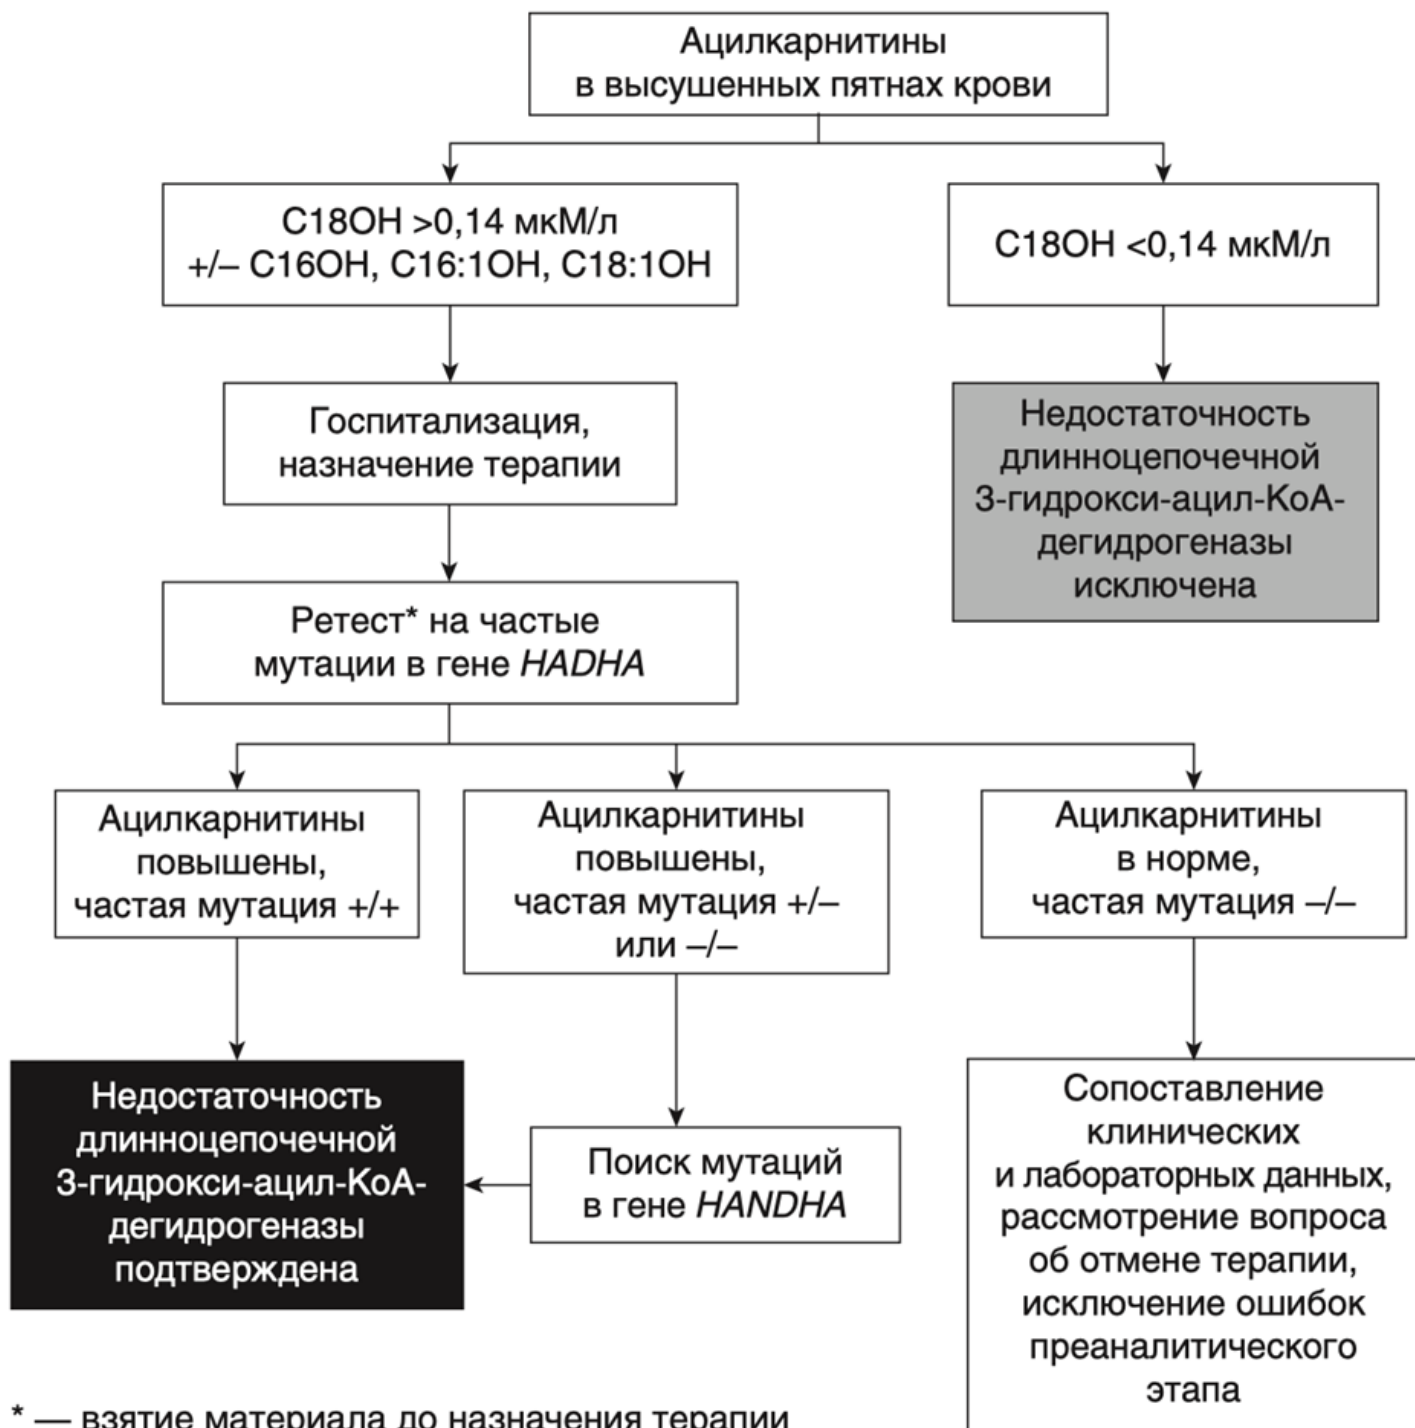 Ацилкарнитины
в высушенных пятнах крови
С18ОН >0,14 мкМ/л
+/– С16ОН, С16:1ОН, С18:1ОН
С18ОН <0,14 мкМ/л
Госпитализация,
назначение терапии
Недостаточность
длинноцепочечной
3-гидрокси-ацил-КоА-
дегидрогеназы
исключена
Ретест* на частые
мутации в гене HADHA
Ацилкарнитины
повышены,
частая мутация +/+
Ацилкарнитины
повышены,
частая мутация +/–
или –/–
Ацилкарнитины
в норме,
частая мутация –/–
Недостаточность
длинноцепочечной
3-гидрокси-ацил-КоА-
дегидрогеназы
подтверждена
Поиск мутаций
в гене HANDHA
Сопоставление
клинических
и лабораторных данных,
рассмотрение вопроса
об отмене терапии,
исключение ошибок
преаналитического
этапа
* — взятие материала до назначения терапии